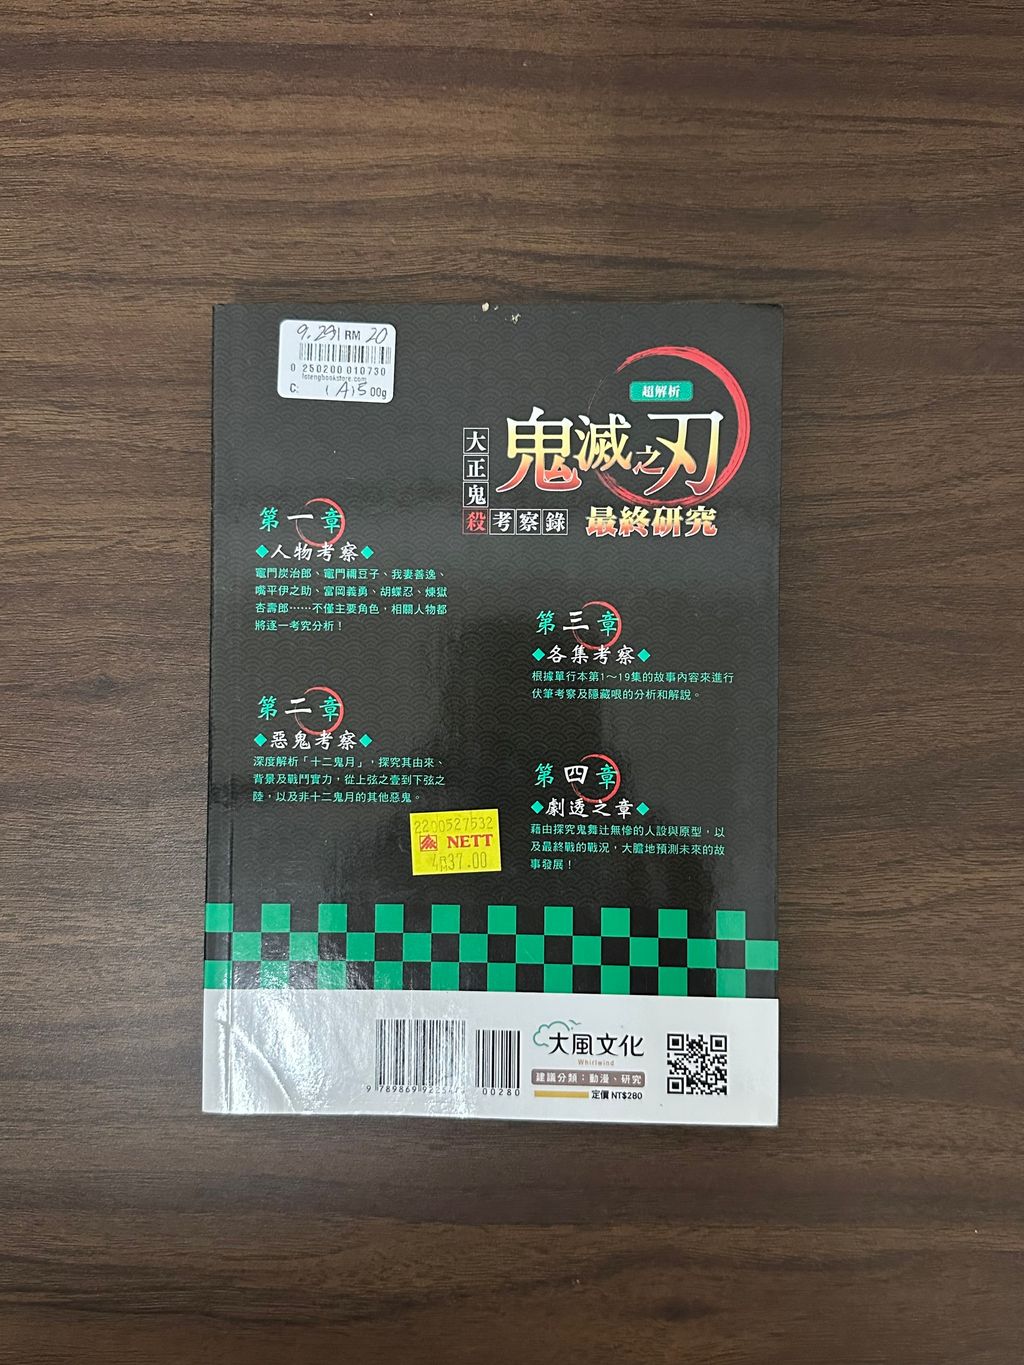 9.291 RM 20
0 250200 010730
C:
00g
超解析
鬼滅之刃
最終研究
大正鬼殺考察錄
第一章
◆人物考察◆
竈門炭治郎、竈門禰豆子、我妻善逸、
嘴平伊之助、富岡義勇、胡蝶忍、煉獄
杏壽郎……不僅主要角色，相關人物都
將逐一考究分析！
第二章
◆惡鬼考察◆
深度解析「十二鬼月」，探究其由來、
背景及戰鬥實力，從上弦之壹到下弦之
陸，以及非十二鬼月的其他惡鬼。
第三章
◆各集考察◆
根據單行本第1～19集的故事內容來進行
伏筆考察及隱藏哏的分析和解說。
第四章
◆劇透之章◆
藉由探究鬼舞辻無慘的人設與原型，以
及最終戰的戰況，大膽地預測未來的故
事發展！
2200527532
NETT
37.00
00280
大風文化
Whirlwind
建議分類：動漫、研究
定價 NT$280